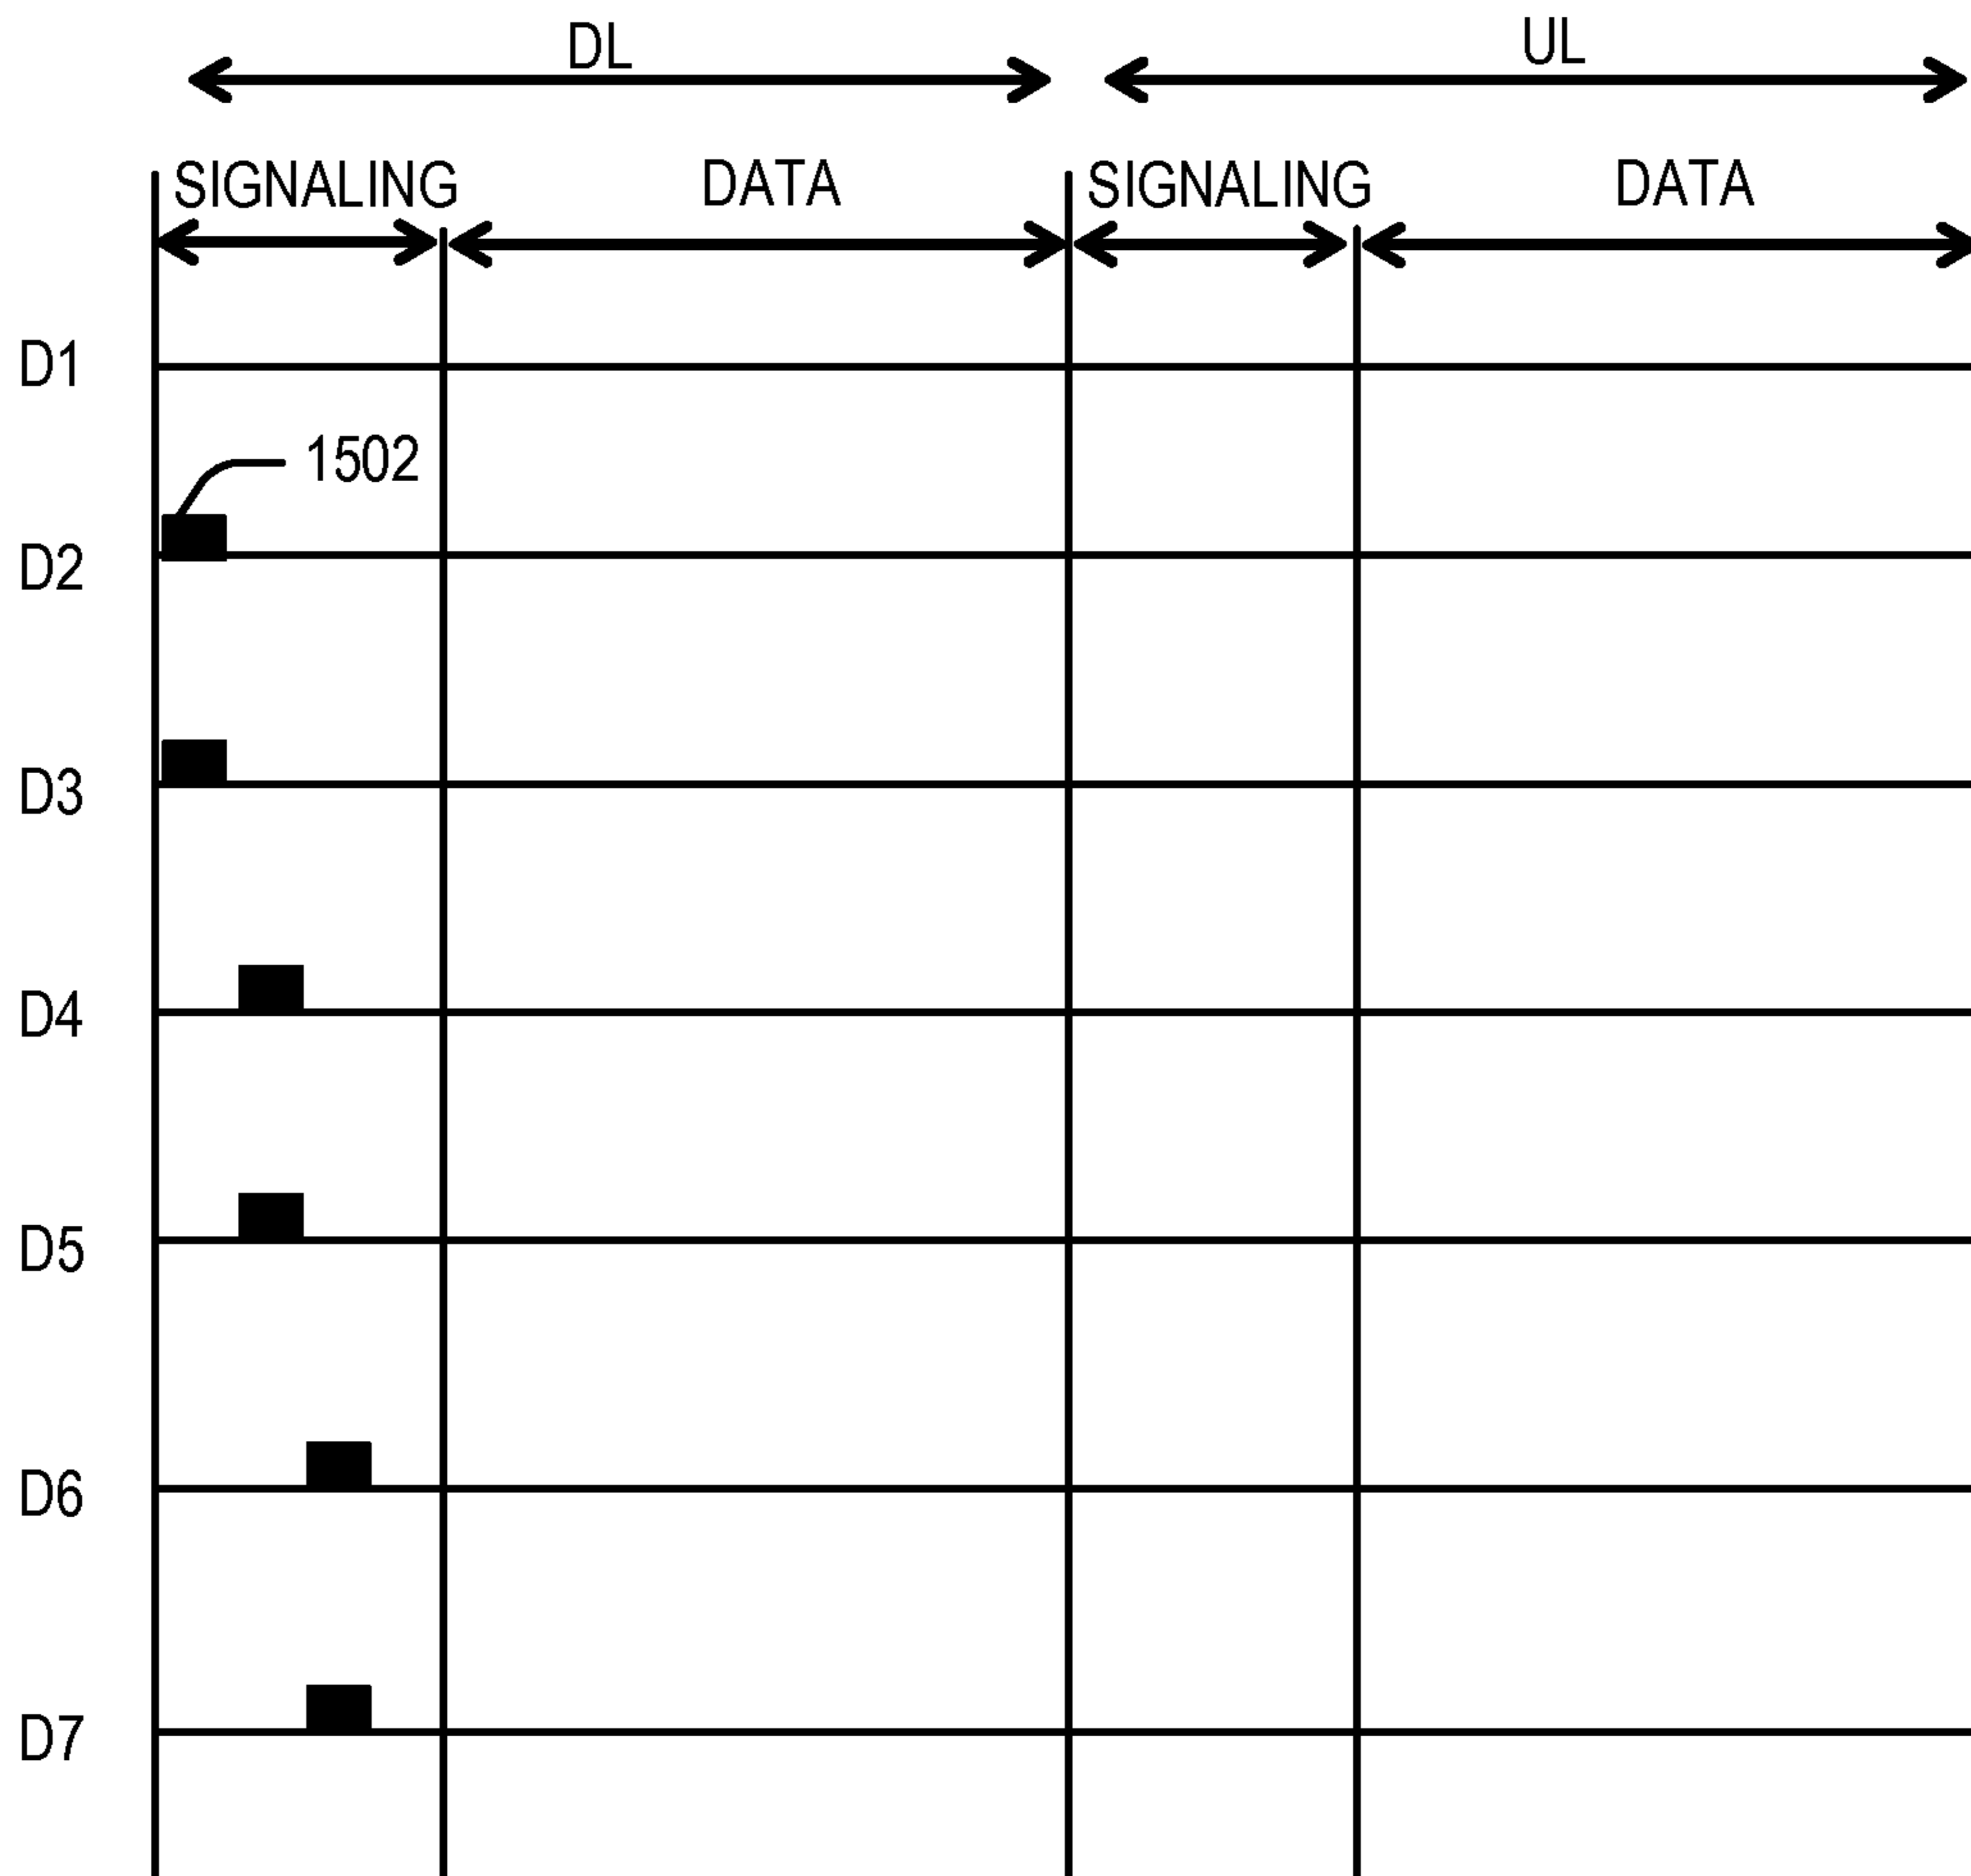 DL UL
SIGNALING DATA SIGNALING DATA
D1
1502
D2
D3
D4
D5
D6
D7